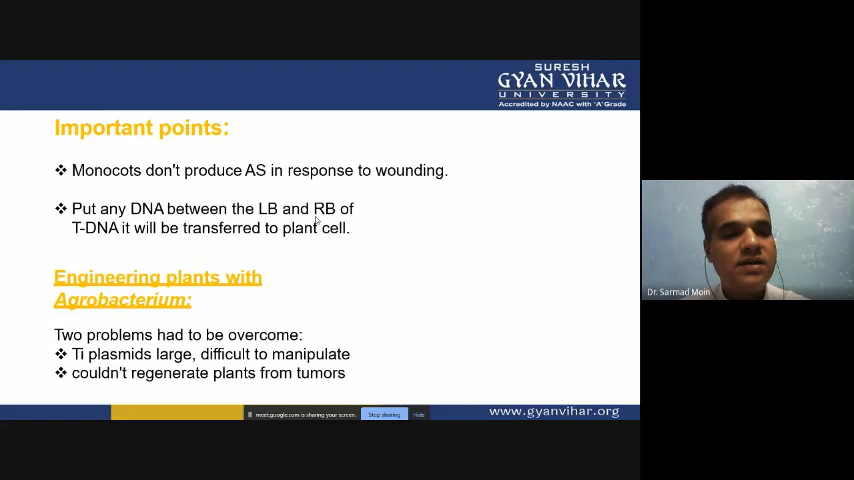 SURESH
GYAN VIHAR
UNIVERSITY
Accredited by NAAC with 'A' Grade
Important points:
❖ Monocots don't produce AS in response to wounding.
❖ Put any DNA between the LB and RB of
T-DNA it will be transferred to plant cell.
Engineering plants with
Agrobacterium:
Two problems had to be overcome:
❖ Ti plasmids large, difficult to manipulate
❖ couldn't regenerate plants from tumors
meet.google.com is sharing your screen.
Stop sharing
Hide
www.gyanvihar.org
Dr. Sarmad Moin